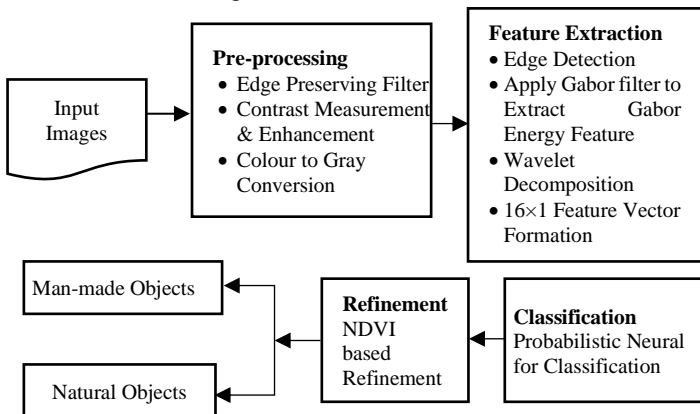 Input
Images
Pre-processing
• Edge Preserving Filter
• Contrast Measurement
& Enhancement
• Colour to Gray
Conversion
Feature Extraction
• Edge Detection
• Apply Gabor filter to
Extract Gabor
Energy Feature
• Wavelet
Decomposition
• 16×1 Feature Vector
Formation
Man-made Objects
Natural Objects
Refinement
NDVI
based
Refinement
Classification
Probabilistic Neural
for Classification